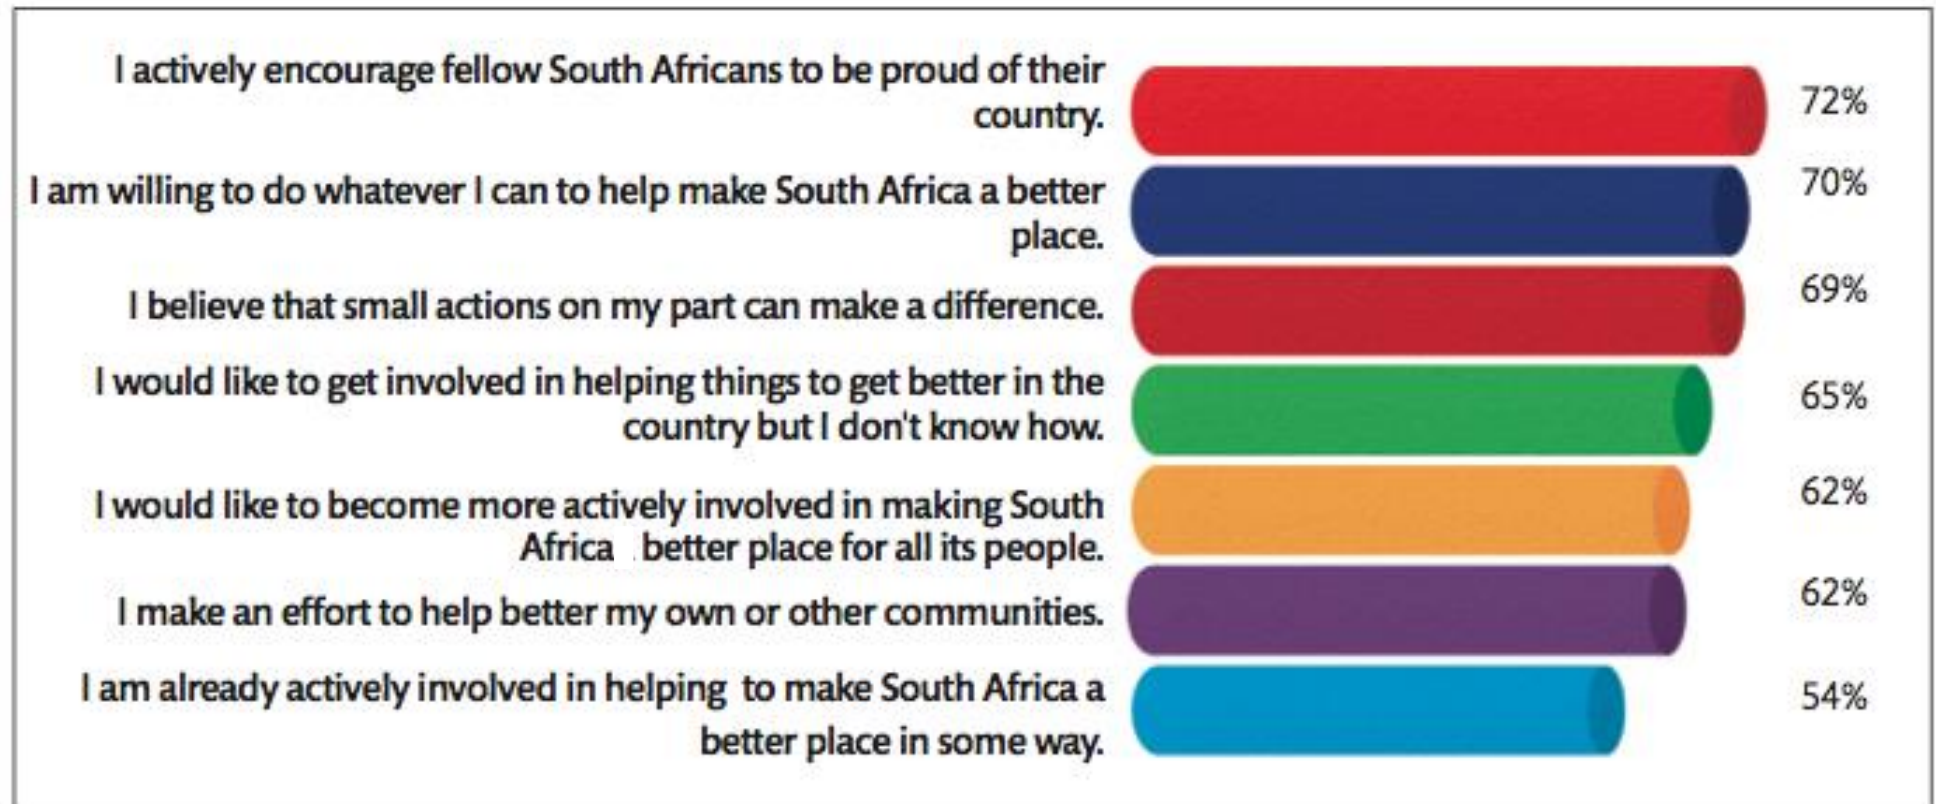 I actively encourage fellow South Africans to be proud of their
country.
72%
I am willing to do whatever I can to help make South Africa a better
place.
70%
I believe that small actions on my part can make a difference.
69%
I would like to get involved in helping things to get better in the
country but I don't know how.
65%
I would like to become more actively involved in making South
Africa better place for all its people.
62%
I make an effort to help better my own or other communities.
62%
I am already actively involved in helping to make South Africa a
better place in some way.
54%